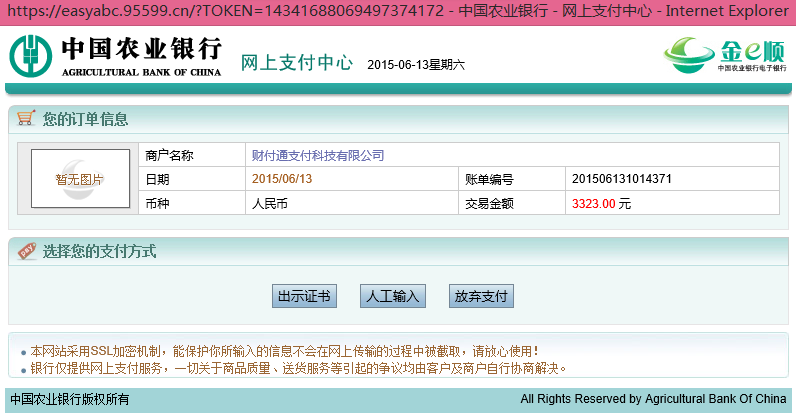 https://easyabc.95599.cn/?TOKEN=14341688069497374172 - 中国农业银行 - 网上支付中心 - Internet Explorer
中国农业银行
AGRICULTURAL BANK OF CHINA
网上支付中心 2015-06-13星期六
金e顺
中国农业银行电子银行
您的订单信息
暂无图片
商户名称 财付通支付科技有限公司
日期 2015/06/13 账单编号 201506131014371
币种 人民币 交易金额 3323.00 元
PAY
选择您的支付方式
出示证书 人工输入 放弃支付
本网站采用SSL加密机制，能保护你所输入的信息不会在网上传输的过程中被截取，请放心使用！
银行仅提供网上支付服务，一切关于商品质量、送货服务等引起的争议均由客户及商户自行协商解决。
中国农业银行版权所有 All Rights Reserved by Agricultural Bank Of China